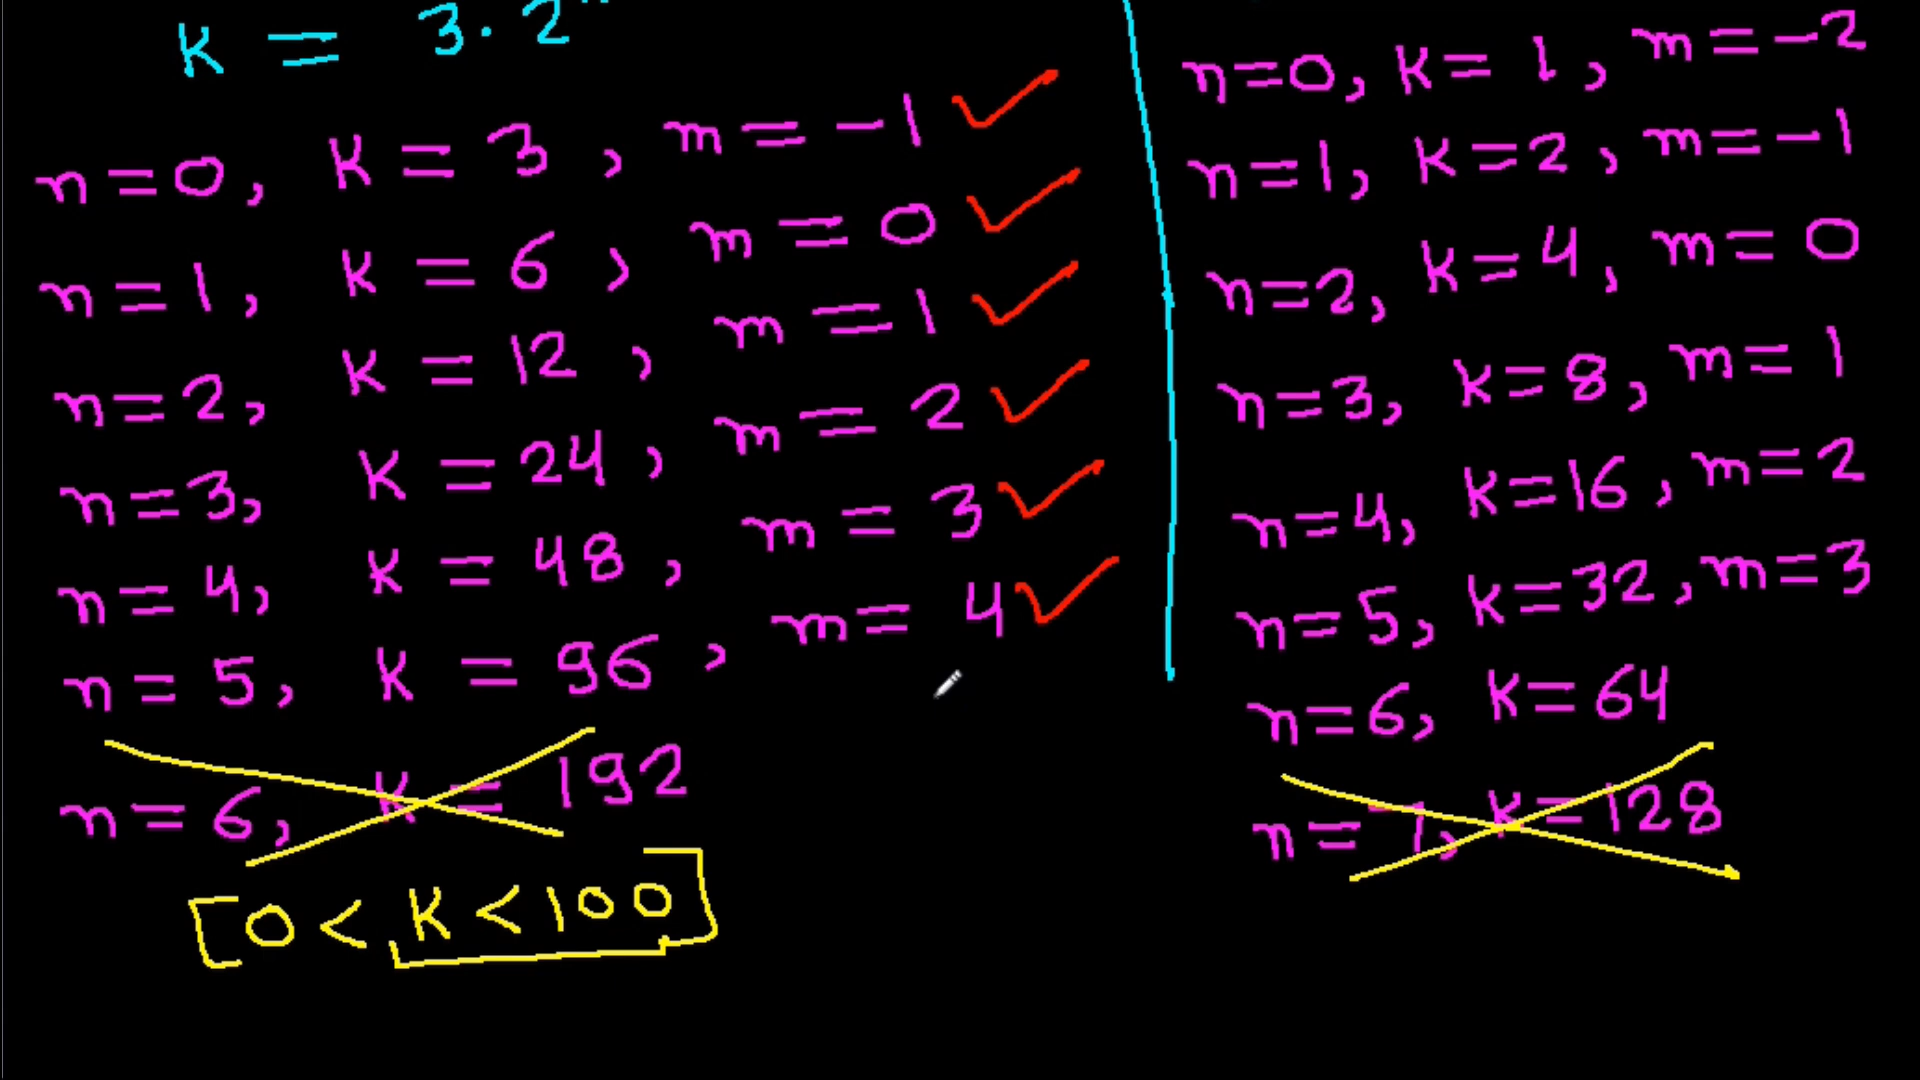 K = 3·2ⁿ
n=0, K = 3, m = -1
n=1, K = 6, m = 0
n=2, K = 12, m = 1
n=3, K = 24, m = 2
n=4, K = 48, m = 3
n=5, K = 96, m = 4
n=6, K = 192
[0 < K < 100]
n=0, K = 1, m = -2
n=1, K = 2, m = -1
n=2, K = 4, m = 0
n=3, K = 8, m = 1
n=4, K = 16, m = 2
n=5, K = 32, m = 3
n=6, K = 64
n = 7, K = 128